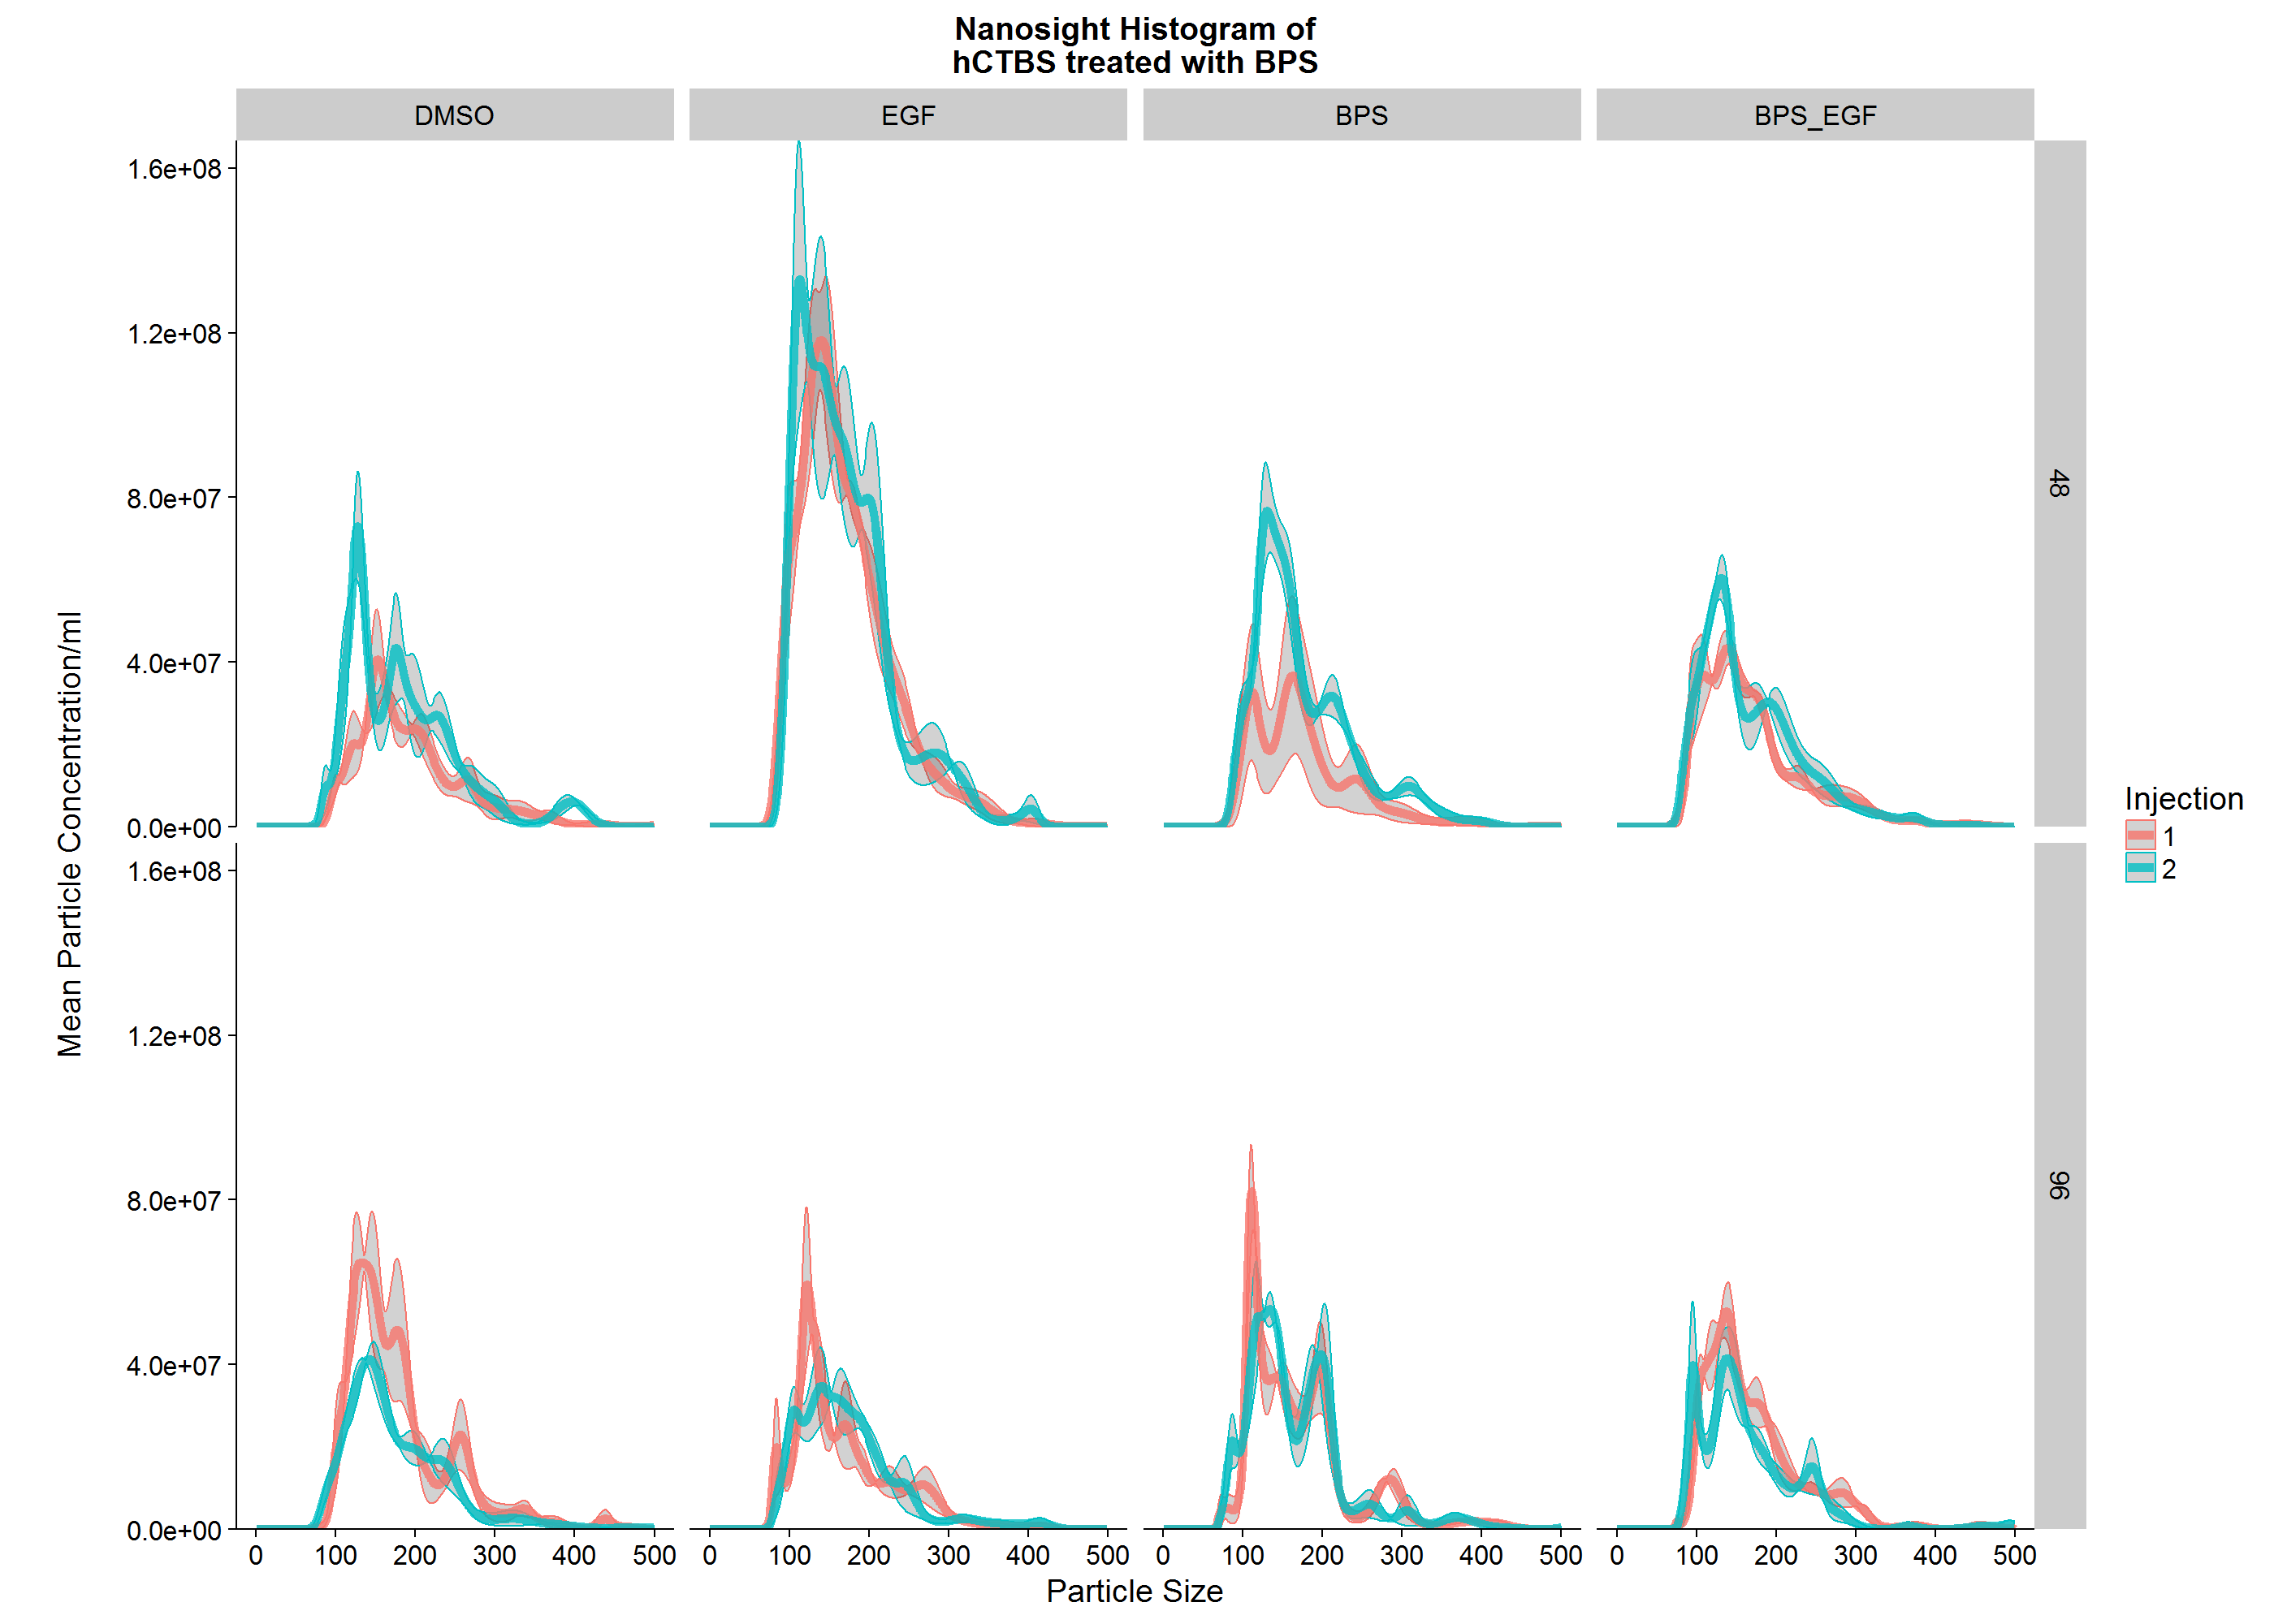 Nanosight Histogram of
hCTBS treated with BPS
DMSO
EGF
BPS
BPS_EGF
1.6e+08
1.2e+08
8.0e+07
4.0e+07
0.0e+00
48
1.6e+08
1.2e+08
8.0e+07
4.0e+07
0.0e+00
96
Mean Particle Concentration/ml
0 100 200 300 400 500
0 100 200 300 400 500
0 100 200 300 400 500
0 100 200 300 400 500
Particle Size
Injection
1
2